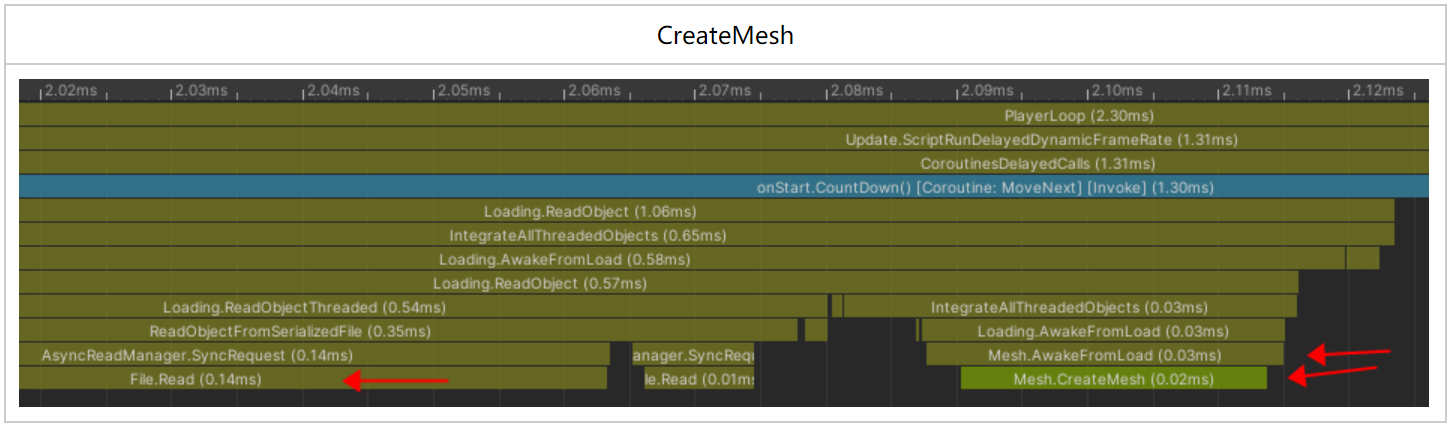 CreateMesh
2.02ms 2.03ms 2.04ms 2.05ms 2.06ms 2.07ms 2.08ms 2.09ms 2.10ms 2.11ms 2.12ms
PlayerLoop (2.30ms)
Update.ScriptRunDelayedDynamicFrameRate (1.31ms)
CoroutinesDelayedCalls (1.31ms)
onStart.CountDown() [Coroutine: MoveNext] [Invoke] (1.30ms)
Loading.ReadObject (1.06ms)
IntegrateAllThreadedObjects (0.65ms)
Loading.AwakeFromLoad (0.58ms)
Loading.ReadObject (0.57ms)
Loading.ReadObjectThreaded (0.54ms) IntegrateAllThreadedObjects (0.03ms)
ReadObjectFromSerializedFile (0.35ms) Loading.AwakeFromLoad (0.03ms)
AsyncReadManager.SyncRequest (0.14ms) anager.SyncRequ Mesh.AwakeFromLoad (0.03ms)
File.Read (0.14ms) le.Read (0.01ms Mesh.CreateMesh (0.02ms)